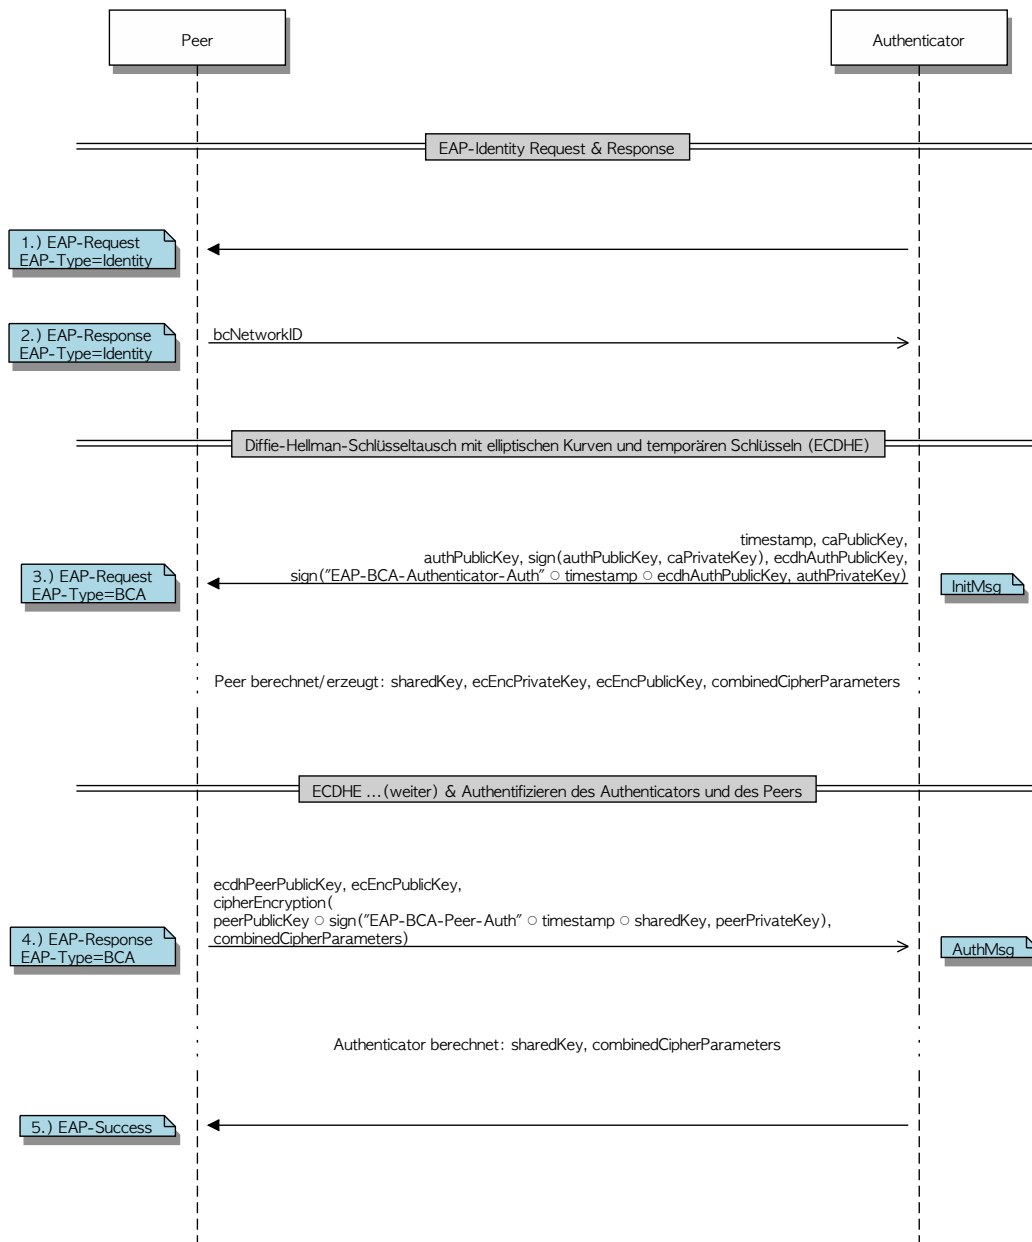 Peer
Authenticator
EAP-Identity Request & Response
1.) EAP-Request
EAP-Type=Identity
2.) EAP-Response
EAP-Type=Identity
bcNetworkID
Diffie-Hellman-Schlüsseltausch mit elliptischen Kurven und temporären Schlüsseln (ECDHE)
timestamp, caPublicKey,
authPublicKey, sign(authPublicKey, caPrivateKey), ecdhAuthPublicKey,
sign("EAP-BCA-Authenticator-Auth" ○ timestamp ○ ecdhAuthPublicKey, authPrivateKey)
3.) EAP-Request
EAP-Type=BCA
InitMsg
Peer berechnet/erzeugt: sharedKey, ecEncPrivateKey, ecEncPublicKey, combinedCipherParameters
ECDHE ...(weiter) & Authentifizieren des Authenticators und des Peers
ecdhPeerPublicKey, ecEncPublicKey,
cipherEncryption(
peerPublicKey ○ sign("EAP-BCA-Peer-Auth" ○ timestamp ○ sharedKey, peerPrivateKey),
combinedCipherParameters)
4.) EAP-Response
EAP-Type=BCA
AuthMsg
Authenticator berechnet: sharedKey, combinedCipherParameters
5.) EAP-Success